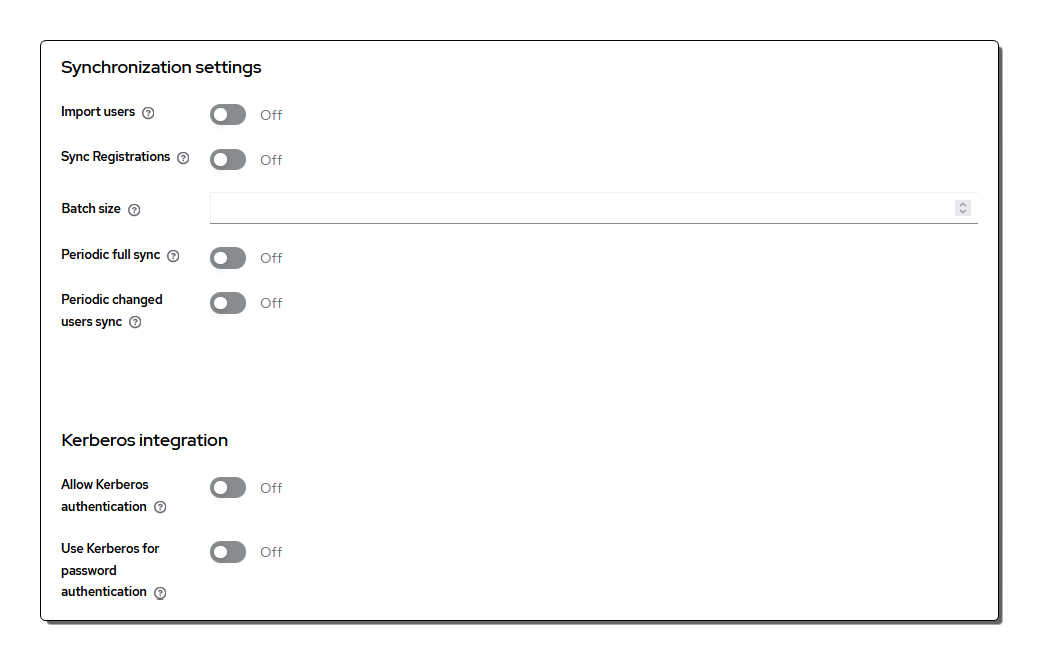 Synchronization settings
Import users
Off
Sync Registrations
Off
Batch size
Periodic full sync
Off
Periodic changed
users sync
Off
Kerberos integration
Allow Kerberos
authentication
Off
Use Kerberos for
password
authentication
Off